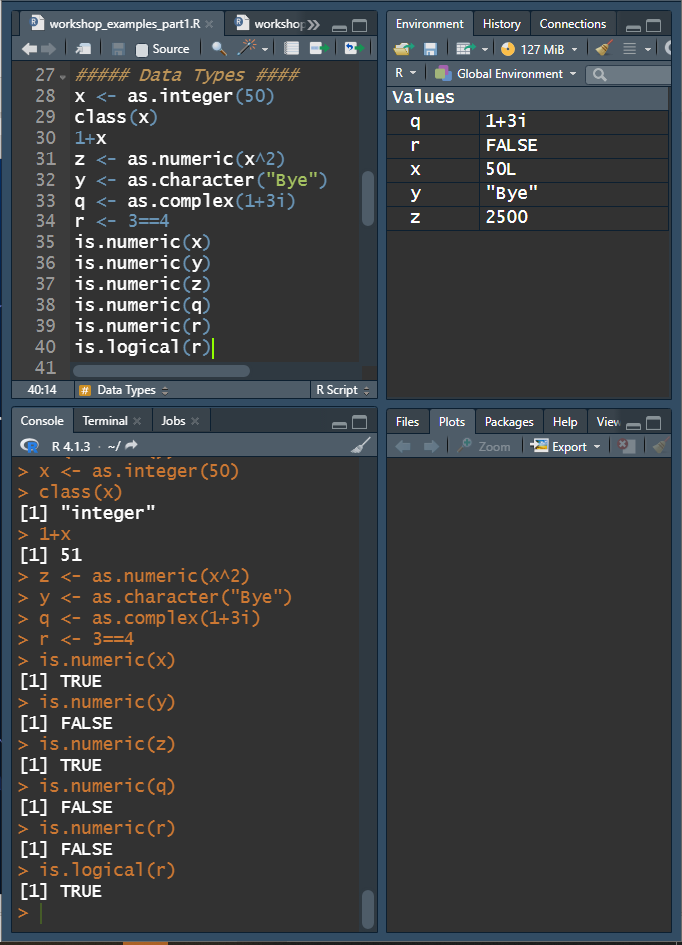 workshop_examples_part1.R
workshop
Source
27 ##### Data Types ####
28 x <- as.integer(50)
29 class(x)
30 1+x
31 z <- as.numeric(x^2)
32 y <- as.character("Bye")
33 q <- as.complex(1+3i)
34 r <- 3==4
35 is.numeric(x)
36 is.numeric(y)
37 is.numeric(z)
38 is.numeric(q)
39 is.numeric(r)
40 is.logical(r)
41
40:14 # Data Types R Script
Environment History Connections
127 MiB
R Global Environment
Values
q 1+3i
r FALSE
x 50L
y "Bye"
z 2500
Console Terminal Jobs
R 4.1.3 · ~/
> x <- as.integer(50)
> class(x)
[1] "integer"
> 1+x
[1] 51
> z <- as.numeric(x^2)
> y <- as.character("Bye")
> q <- as.complex(1+3i)
> r <- 3==4
> is.numeric(x)
[1] TRUE
> is.numeric(y)
[1] FALSE
> is.numeric(z)
[1] TRUE
> is.numeric(q)
[1] FALSE
> is.numeric(r)
[1] FALSE
> is.logical(r)
[1] TRUE
>
Files Plots Packages Help View
Zoom Export